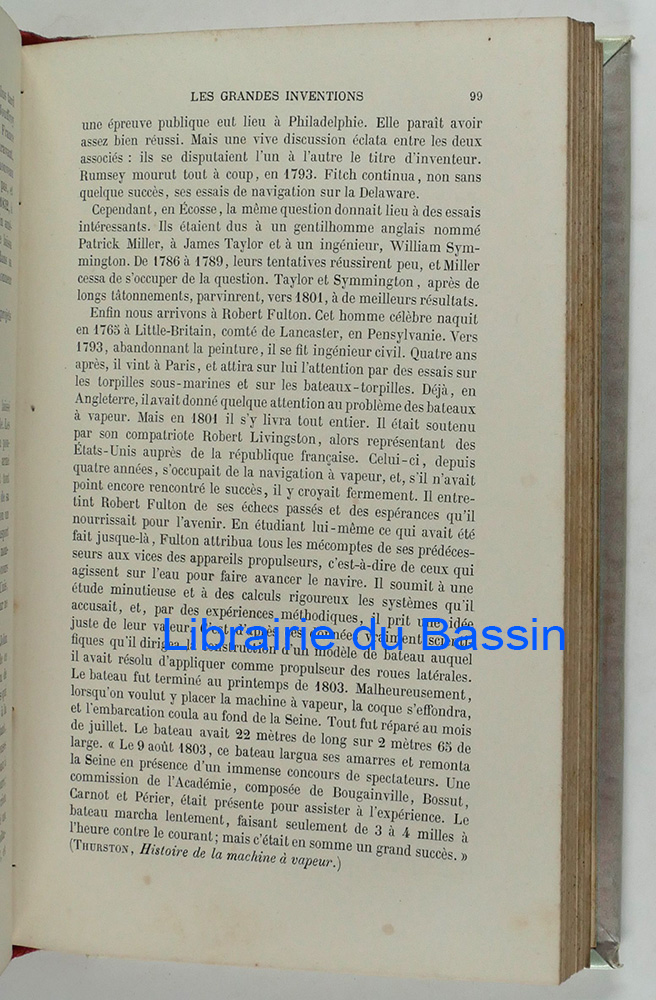 LES GRANDES INVENTIONS 99
une épreuve publique eut lieu à Philadelphie. Elle paraît avoir
assez bien réussi. Mais une vive discussion éclata entre les deux
associés : ils se disputaient l'un à l'autre le titre d'inventeur.
Rumsey mourut tout à coup, en 1793. Fitch continua, non sans
quelque succès, ses essais de navigation sur la Delaware.
Cependant, en Écosse, la même question donnait lieu à des essais
intéressants. Ils étaient dus à un gentilhomme anglais nommé
Patrick Miller, à James Taylor et à un ingénieur, William Sym-
mington. De 1786 à 1789, leurs tentatives réussirent peu, et Miller
cessa de s'occuper de la question. Taylor et Symmington, après de
longs tâtonnements, parvinrent, vers 1801, à de meilleurs résultats.
Enfin nous arrivons à Robert Fulton. Cet homme célèbre naquit
en 1765 à Little-Britain, comté de Lancaster, en Pensylvanie. Vers
1793, abandonnant la peinture, il se fit ingénieur civil. Quatre ans
après, il vint à Paris, et attira sur lui l'attention par des essais sur
les torpilles sous-marines et sur les bateaux-torpilles. Déjà, en
Angleterre, il avait donné quelque attention au problème des bateaux
à vapeur. Mais en 1801 il s'y livra tout entier. Il était soutenu
par son compatriote Robert Livingston, alors représentant des
États-Unis auprès de la république française. Celui-ci, depuis
quatre années, s'occupait de la navigation à vapeur, et, s'il n'avait
point encore rencontré le succès, il y croyait fermement. Il entre-
tint Robert Fulton de ses échecs passés et des espérances qu'il
nourrissait pour l'avenir. En étudiant lui-même ce qui avait été
fait jusque-là, Fulton attribua tous les mécomptes de ses prédéces-
seurs aux vices des appareils propulseurs, c'est-à-dire de ceux qui
agissent sur l'eau pour faire avancer le navire. Il soumit à une
étude minutieuse et à des calculs rigoureux les systèmes qu'il
accusait, et, par des expériences méthodiques, il prit une idée
juste de leur valeur. C'est d'après ces données vraiment scienti-
fiques qu'il dirigea la construction d'un modèle de bateau auquel
il avait résolu d'appliquer comme propulseur des roues latérales.
Le bateau fut terminé au printemps de 1803. Malheureusement,
lorsqu'on voulut y placer la machine à vapeur, la coque s'effondra,
et l'embarcation coula au fond de la Seine. Tout fut réparé au mois
de juillet. Le bateau avait 22 mètres de long sur 2 mètres 65 de
large. « Le 9 août 1803, ce bateau largua ses amarres et remonta
la Seine en présence d'un immense concours de spectateurs. Une
commission de l'Académie, composée de Bougainville, Bossut,
Carnot et Périer, était présente pour assister à l'expérience. Le
bateau marcha lentement, faisant seulement de 3 à 4 milles à
l'heure contre le courant ; mais c'était en somme un grand succès. »
(THURSTON, Histoire de la machine à vapeur.)
Librairie du Bassin